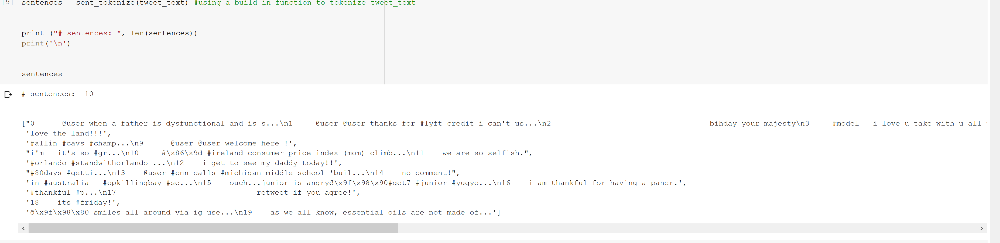 [9] sentences = sent_tokenize(tweet_text) #using a build in function to tokenize tweet_text
print ("# sentences: ", len(sentences))
print('\n')
sentences
# sentences:  10
["0      @user when a father is dysfunctional and is s...\n1     @user @user thanks for #lyft credit i can't us...\n2                                   bihday your majesty\n3     #model   i love u take with u all
'love the land!!!',
'#allin #cavs #champ...\n9      @user @user welcome here !',
"i'm   it's so #gr...\n10     â\x86\x9d #ireland consumer price index (mom) climb...\n11    we are so selfish.",
'#orlando #standwithorlando ...\n12    i get to see my daddy today!!',
"#80days #getti...\n13    @user #cnn calls #michigan middle school 'buil...\n14    no comment!",
'in #australia   #opkillingbay #se...\n15    ouch...junior is angryð\x9f\x98\x90#got7 #junior #yugyo...\n16    i am thankful for having a paner.',
'#thankful #p...\n17                               retweet if you agree!',
'18    its #friday!',
'ð\x9f\x98\x80 smiles all around via ig use...\n19    as we all know, essential oils are not made of...']